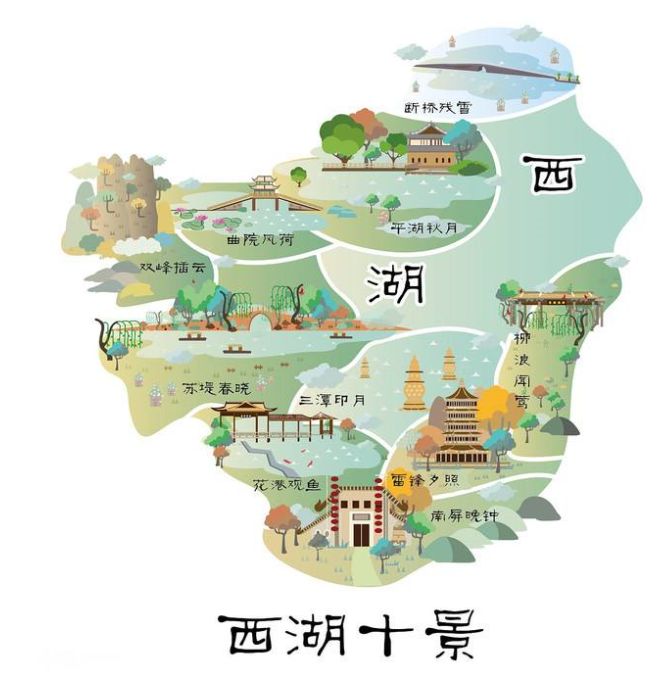 断桥残雪
西
平湖秋月
曲院风荷
双峰插云
湖
柳浪闻莺
苏堤春晓
三潭印月
花港观鱼
雷锋夕照
南屏晚钟
西湖十景